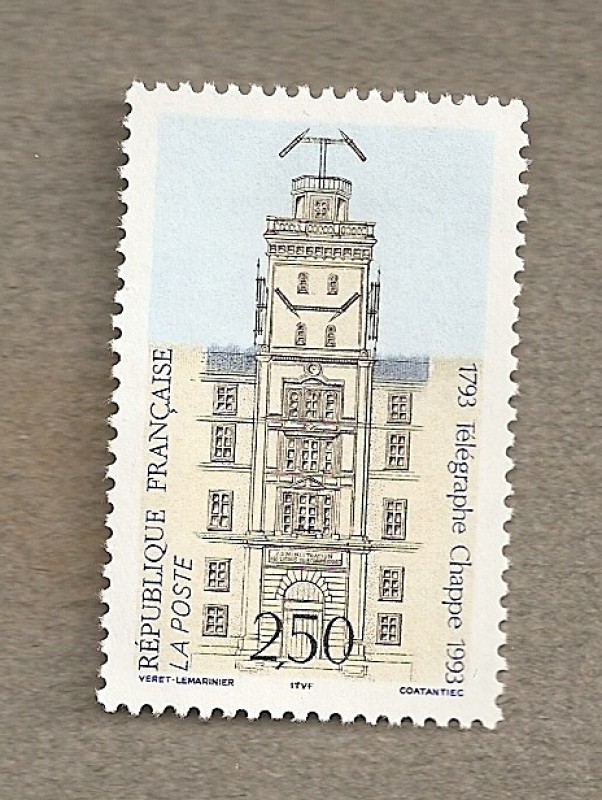 RÉPUBLIQUE FRANÇAISE
LA POSTE
1793 Télégraphe Chappe 1993
2,50
VERET-LEMARINIER
ITVF
COATANTIEC